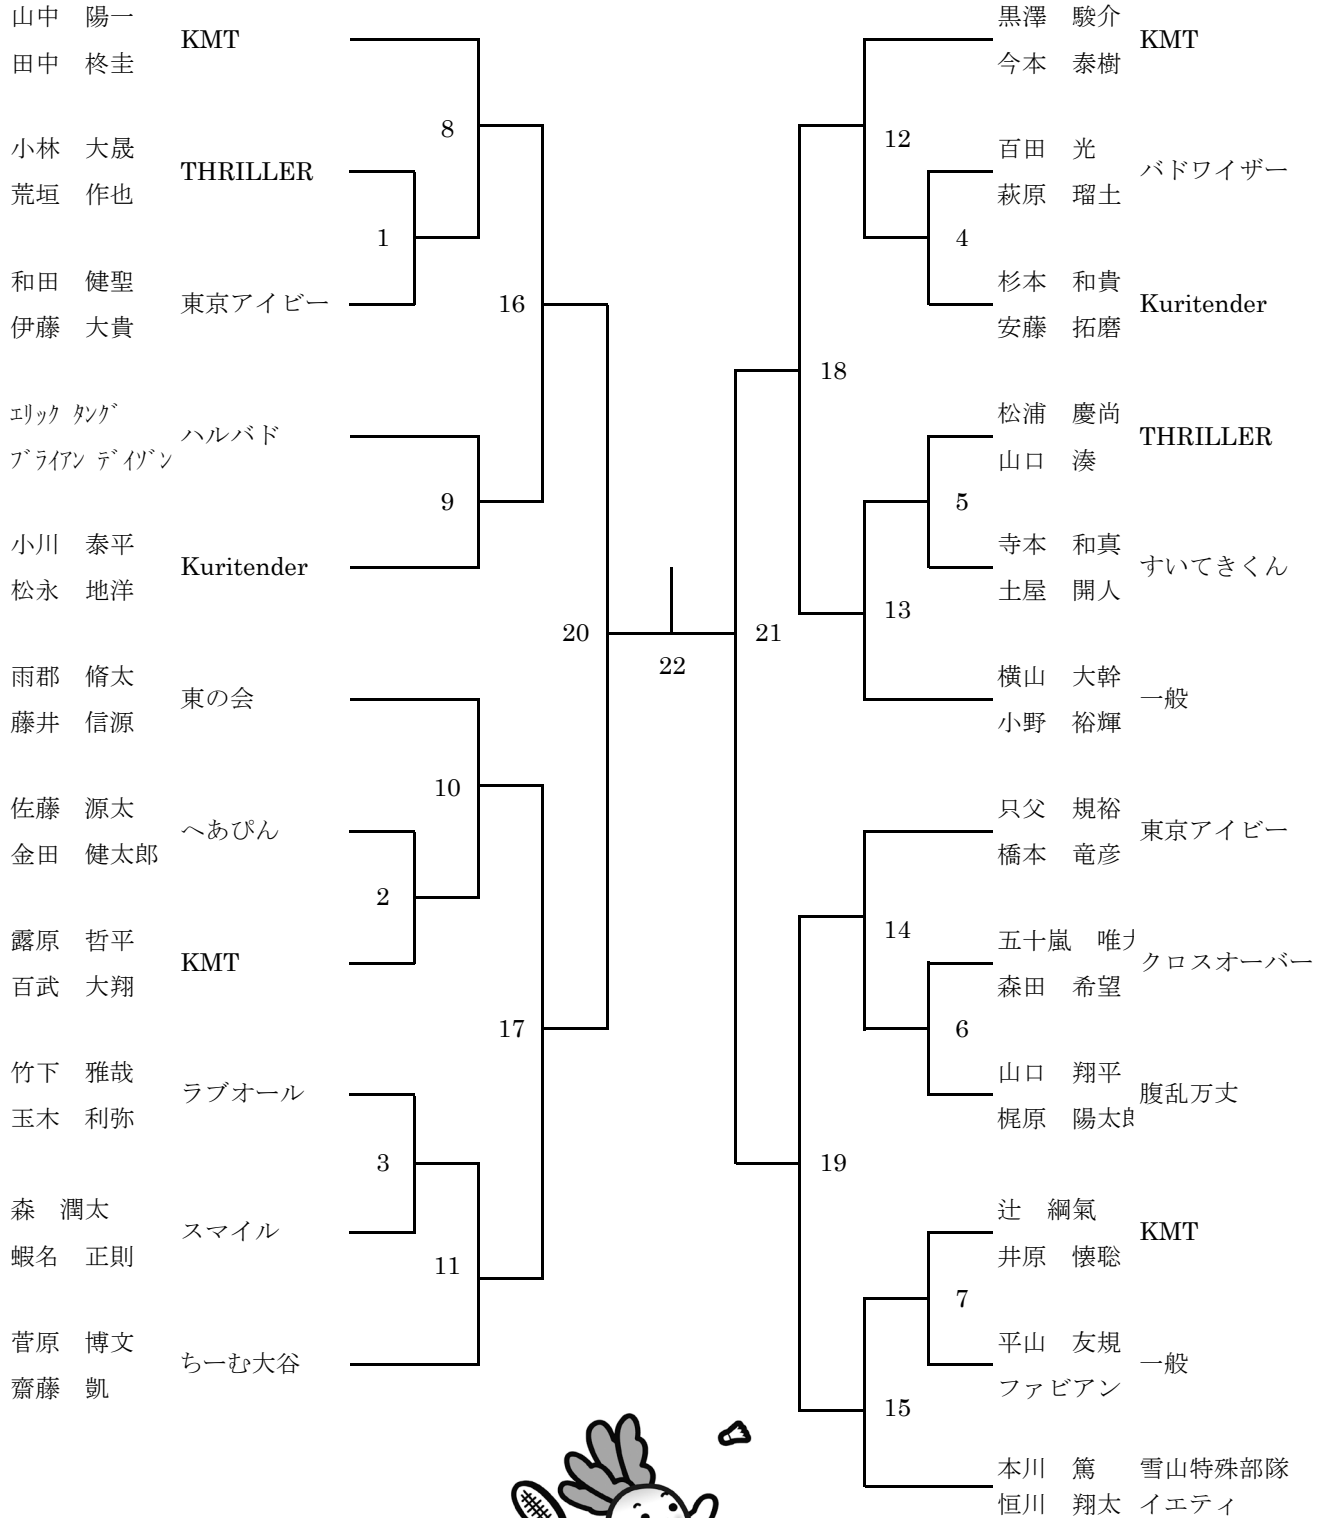 山中　陽一
KMT
田中　柊圭
8
小林　大晟
THRILLER
荒垣　作也
1
和田　健聖
東京アイビー
伊藤　大貴
16
ｴﾘｯｸ ﾀﾝｸﾞ
ハルバド
ﾌﾞﾗｲｱﾝ ﾃﾞｲｿﾞﾝ
9
小川　泰平
Kuritender
松永　地洋
20
22
雨郡　脩太
東の会
藤井　信源
10
佐藤　源太
へあぴん
金田　健太郎
2
露原　哲平
KMT
百武　大翔
17
竹下　雅哉
ラブオール
玉木　利弥
3
森　潤太
スマイル
蝦名　正則
11
菅原　博文
ちーむ大谷
齋藤　凱
黒澤　駿介
KMT
今本　泰樹
12
百田　光
バドワイザー
萩原　瑠土
4
杉本　和貴
Kuritender
安藤　拓磨
18
松浦　慶尚
THRILLER
山口　湊
5
寺本　和真
すいてきくん
土屋　開人
13
21
横山　大幹
一般
小野　裕輝
只父　規裕
東京アイビー
橋本　竜彦
14
五十嵐　唯
クロスオーバー
森田　希望
6
山口　翔平
腹乱万丈
梶原　陽太郎
19
辻　綱氣
KMT
井原　懐聡
7
平山　友規
一般
ファビアン
15
本川　篤
雪山特殊部隊
恒川　翔太
イエティ